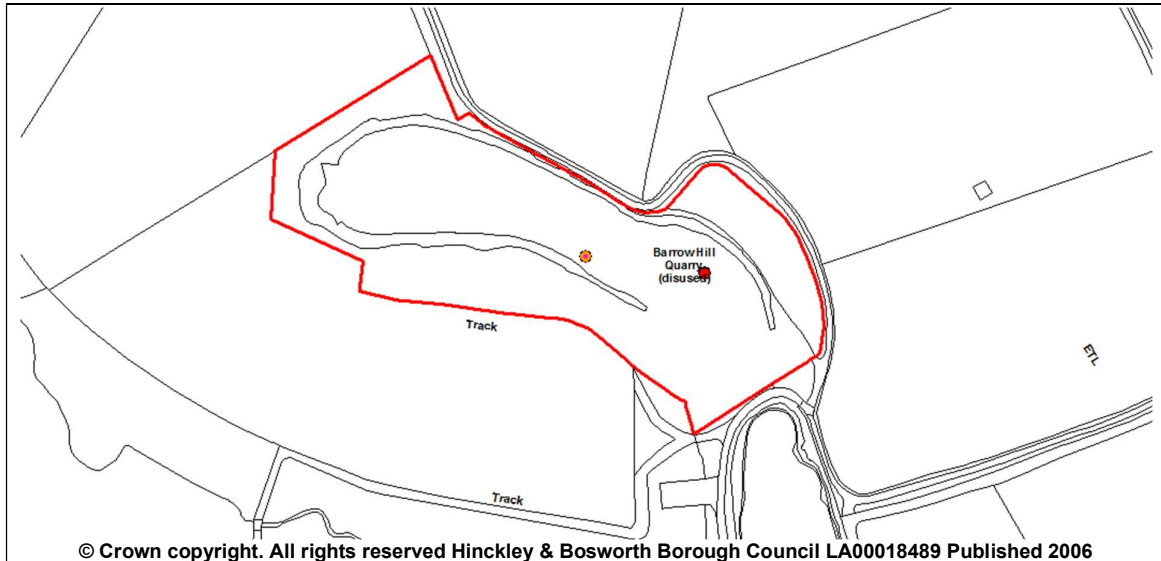 Barrow Hill
Quarry
(disused)
Track
ETL
Track
© Crown copyright. All rights reserved Hinckley & Bosworth Borough Council LA00018489 Published 2006